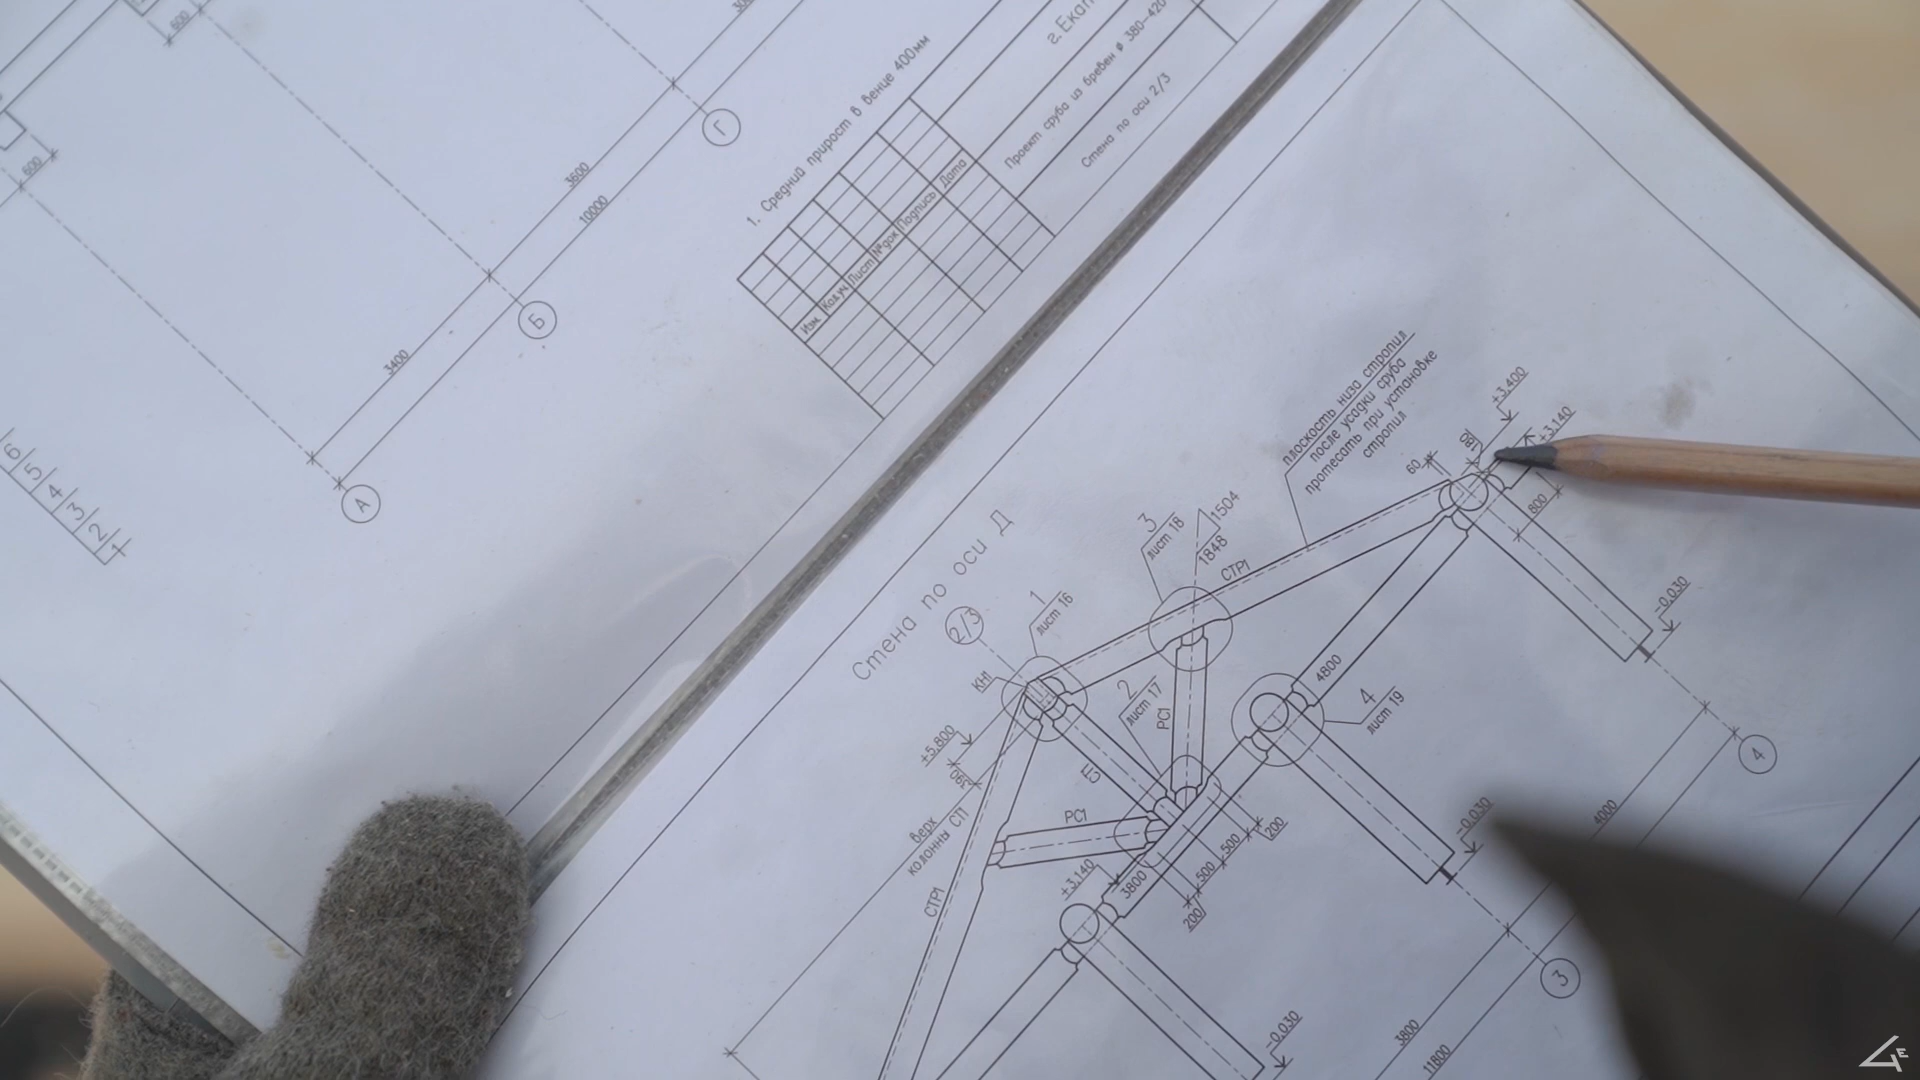 600
600
3600
10000
3400
Г
Б
А
6
5
4
3
2
1
1. Средний прирост в венце 400мм
Изм.
Кол.уч
Лист
№док
Подпись
Дата
г. Екат
Проект сруба из бревен ø 380-420
Стена по оси 2/3
Стена по оси Д
2/3
1
лист 16
КН1
3
лист 18
1504
1848
СТР1
плоскость низа стропил
после усадки сруба
протесать при установке
стропил
+3.400
+3.140
60
180
800
-0.030
2
лист 17
РС1
СП
4800
4
лист 19
+5.800
390
верх
колонны СП
РС1
СТР1
+3.140
3800
200
500
500
200
-0.030
4
4000
3
3800
11800
-0.030